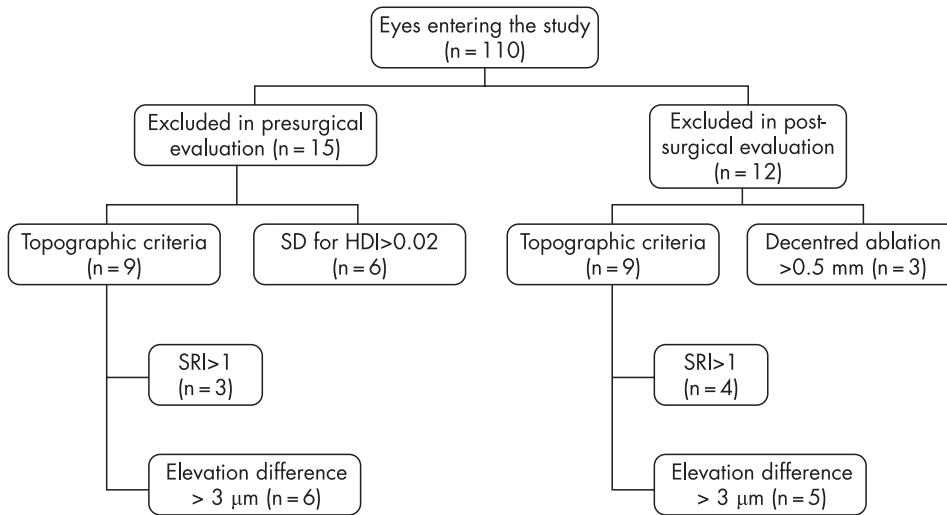 Eyes entering the study
(n = 110)
Excluded in presurgical
evaluation (n = 15)
Excluded in post-
surgical evaluation
(n = 12)
Topographic criteria
(n = 9)
SD for HDI>0.02
(n = 6)
Topographic criteria
(n = 9)
Decentred ablation
>0.5 mm (n = 3)
SRI>1
(n = 3)
SRI>1
(n = 4)
Elevation difference
> 3 μm (n = 6)
Elevation difference
> 3 μm (n = 5)